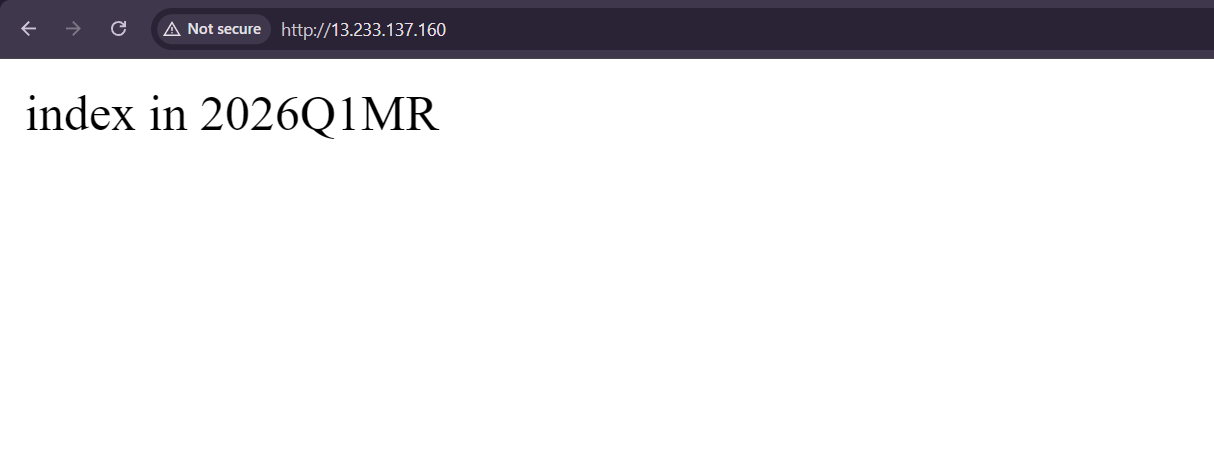 Not secure http://13.233.137.160
index in 2026Q1MR